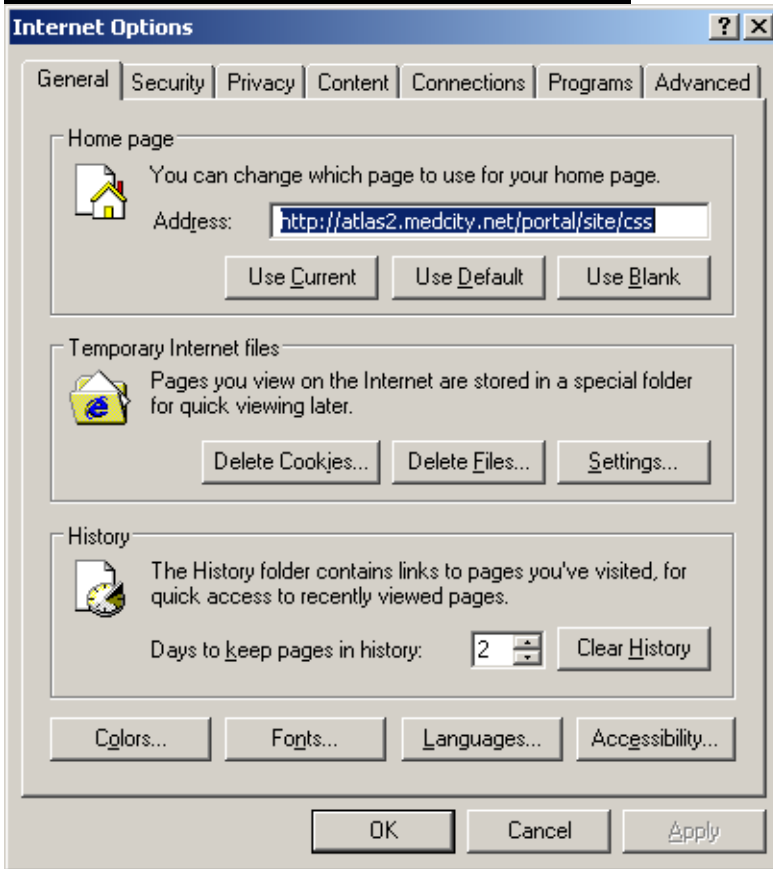 Internet Options
General Security Privacy Content Connections Programs Advanced
Home page
You can change which page to use for your home page.
Address: http://atlas2.medcity.net/portal/site/css
Use Current Use Default Use Blank
Temporary Internet files
Pages you view on the Internet are stored in a special folder
for quick viewing later.
Delete Cookies... Delete Files... Settings...
History
The History folder contains links to pages you've visited, for
quick access to recently viewed pages.
Days to keep pages in history: 2 Clear History
Colors... Fonts... Languages... Accessibility...
OK Cancel Apply